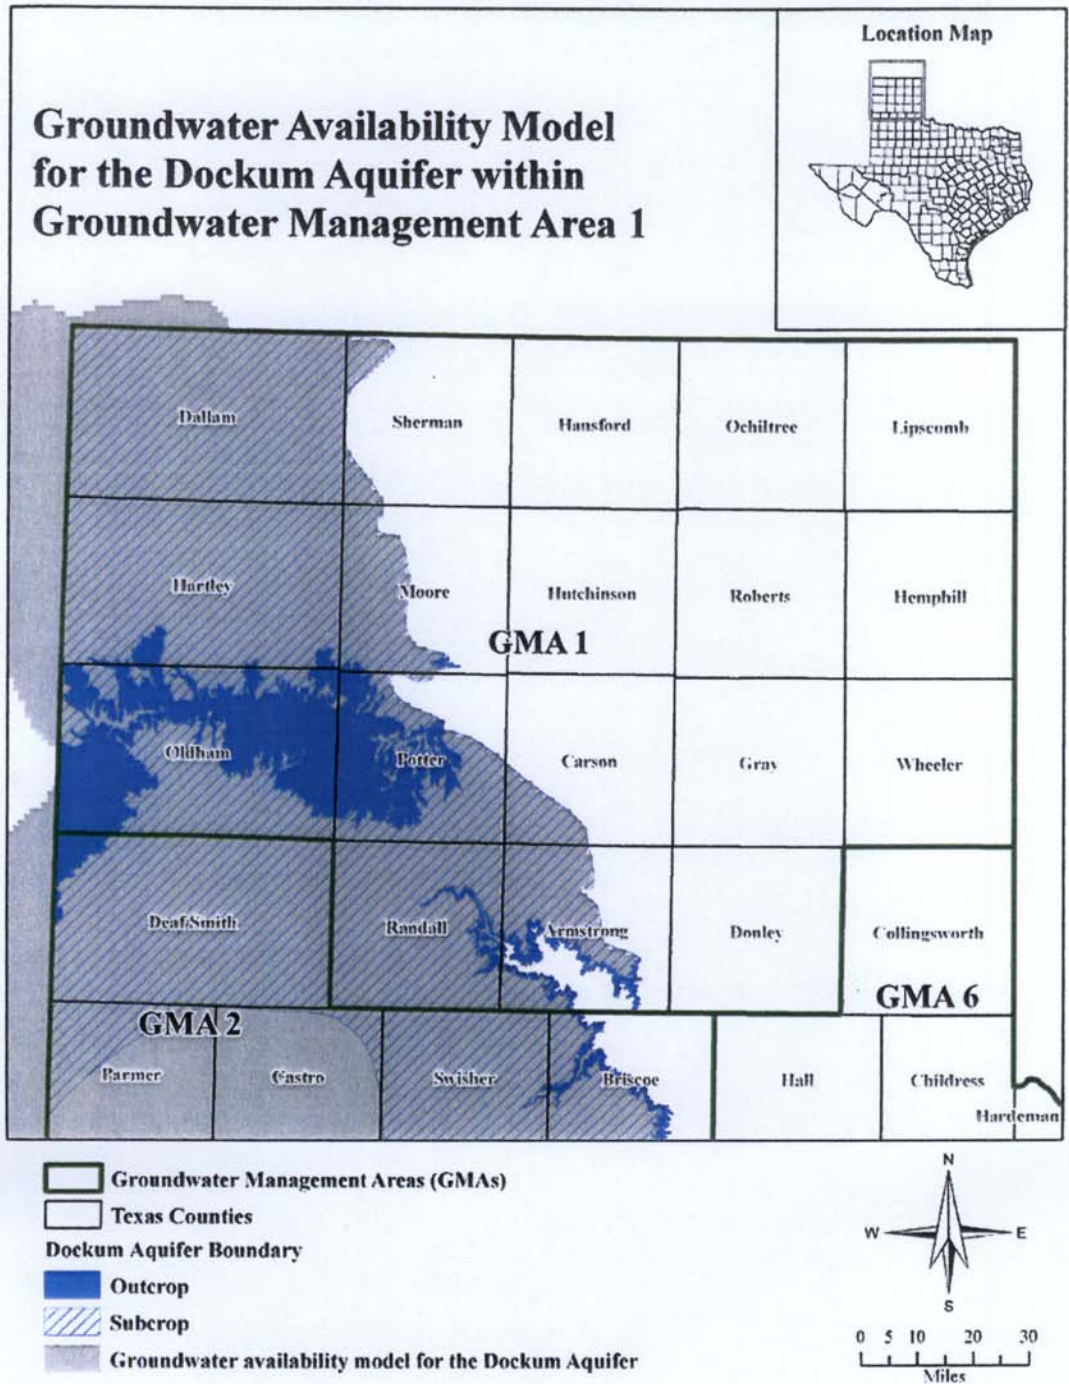 Location Map
Groundwater Availability Model
for the Dockum Aquifer within
Groundwater Management Area 1
Dallam
Sherman
Hansford
Ochiltree
Lipscomb
Hartley
Moore
Hutchinson
Roberts
Hemphill
GMA 1
Oldham
Potter
Carson
Gray
Wheeler
Deaf Smith
Randall
Armstrong
Donley
Collingsworth
GMA 6
GMA 2
Parmer
Castro
Swisher
Briscoe
Hall
Childress
Hardeman
Groundwater Management Areas (GMAs)
Texas Counties
Dockum Aquifer Boundary
Outcrop
Subcrop
Groundwater availability model for the Dockum Aquifer
N
W
E
S
0 5 10 20 30
Miles